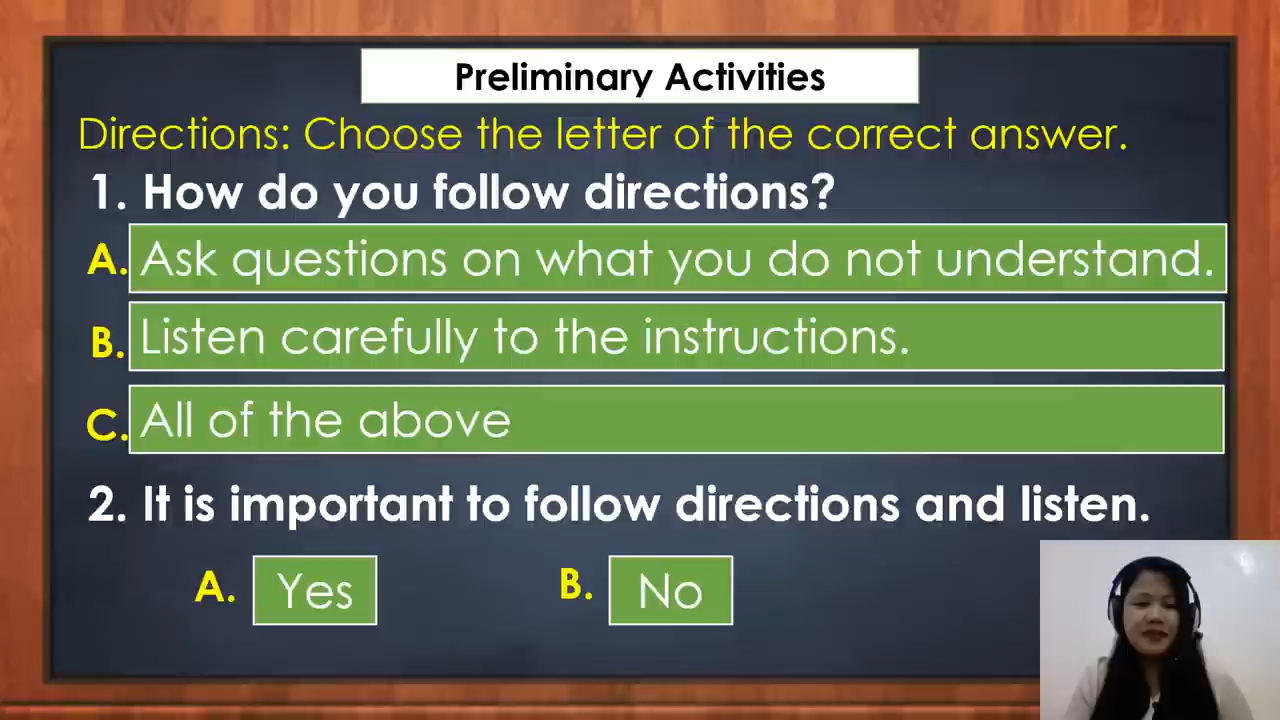 Preliminary Activities
Directions: Choose the letter of the correct answer.
1. How do you follow directions?
A. Ask questions on what you do not understand.
B. Listen carefully to the instructions.
C. All of the above
2. It is important to follow directions and listen.
A. Yes B. No